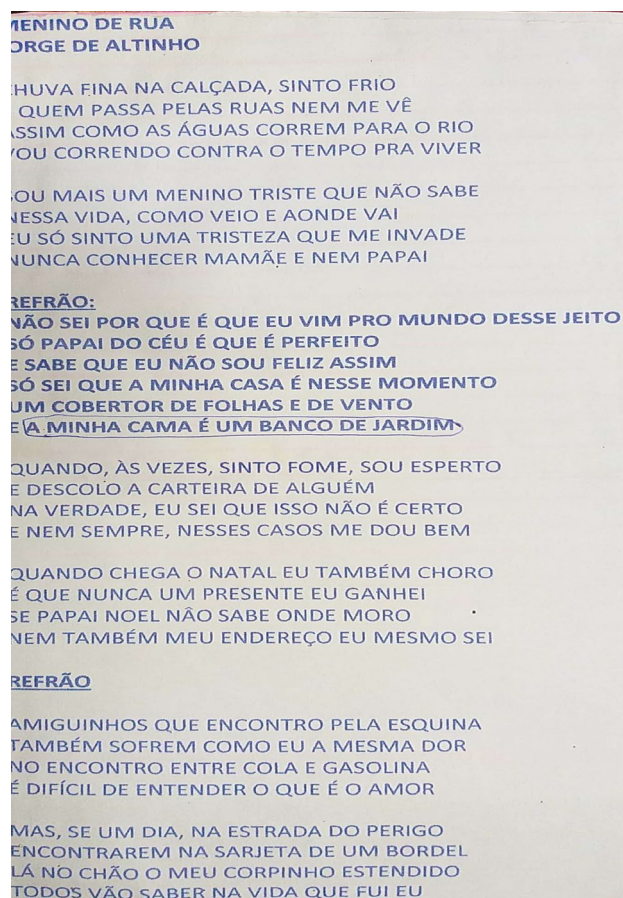 MENINO DE RUA
JORGE DE ALTINHO
CHUVA FINA NA CALÇADA, SINTO FRIO
QUEM PASSA PELAS RUAS NEM ME VÊ
ASSIM COMO AS ÁGUAS CORREM PARA O RIO
VOU CORRENDO CONTRA O TEMPO PRA VIVER
SOU MAIS UM MENINO TRISTE QUE NÃO SABE
NESSA VIDA, COMO VEIO E AONDE VAI
EU SÓ SINTO UMA TRISTEZA QUE ME INVADE
NUNCA CONHECER MAMÃE E NEM PAPAI
REFRÃO:
NÃO SEI POR QUE É QUE EU VIM PRO MUNDO DESSE JEITO
SÓ PAPAI DO CÉU É QUE É PERFEITO
E SABE QUE EU NÃO SOU FELIZ ASSIM
SÓ SEI QUE A MINHA CASA É NESSE MOMENTO
UM COBERTOR DE FOLHAS E DE VENTO
E A MINHA CAMA É UM BANCO DE JARDIM
QUANDO, ÀS VEZES, SINTO FOME, SOU ESPERTO
E DESCOLO A CARTEIRA DE ALGUÉM
NA VERDADE, EU SEI QUE ISSO NÃO É CERTO
E NEM SEMPRE, NESSES CASOS ME DOU BEM
QUANDO CHEGA O NATAL EU TAMBÉM CHORO
É QUE NUNCA UM PRESENTE EU GANHEI
SE PAPAI NOEL NÂO SABE ONDE MORO
NEM TAMBÉM MEU ENDEREÇO EU MESMO SEI
REFRÃO
AMIGUINHOS QUE ENCONTRO PELA ESQUINA
TAMBÉM SOFREM COMO EU A MESMA DOR
NO ENCONTRO ENTRE COLA E GASOLINA
É DIFÍCIL DE ENTENDER O QUE É O AMOR
MAS, SE UM DIA, NA ESTRADA DO PERIGO
ENCONTRAREM NA SARJETA DE UM BORDEL
LÁ NO CHÃO O MEU CORPINHO ESTENDIDO
TODOS VÃO SABER NA VIDA QUE FUI EU